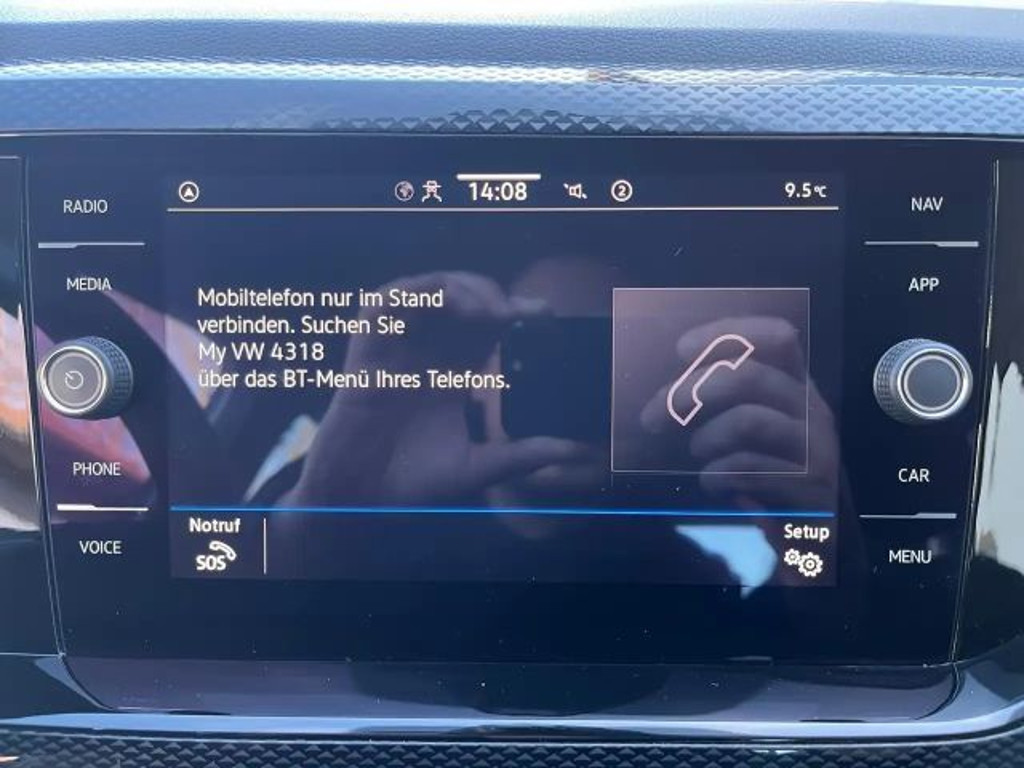 RADIO
MEDIA
PHONE
VOICE
14:08
2
9.5°C
Mobiltelefon nur im Stand
verbinden. Suchen Sie
My VW 4318
über das BT-Menü Ihres Telefons.
Notruf
SOS
Setup
NAV
APP
CAR
MENU